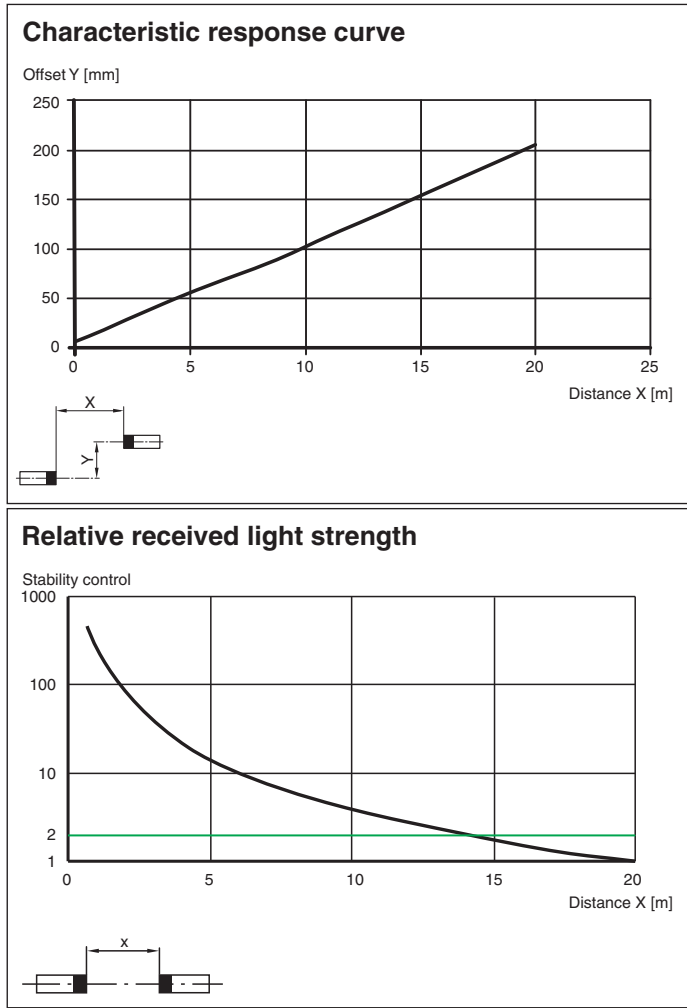 Characteristic response curve
Offset Y [mm]
250
200
150
100
50
0
0 5 10 15 20 25
Distance X [m]
X
Y
Relative received light strength
Stability control
1000
100
10
2
1
0 5 10 15 20
Distance X [m]
x